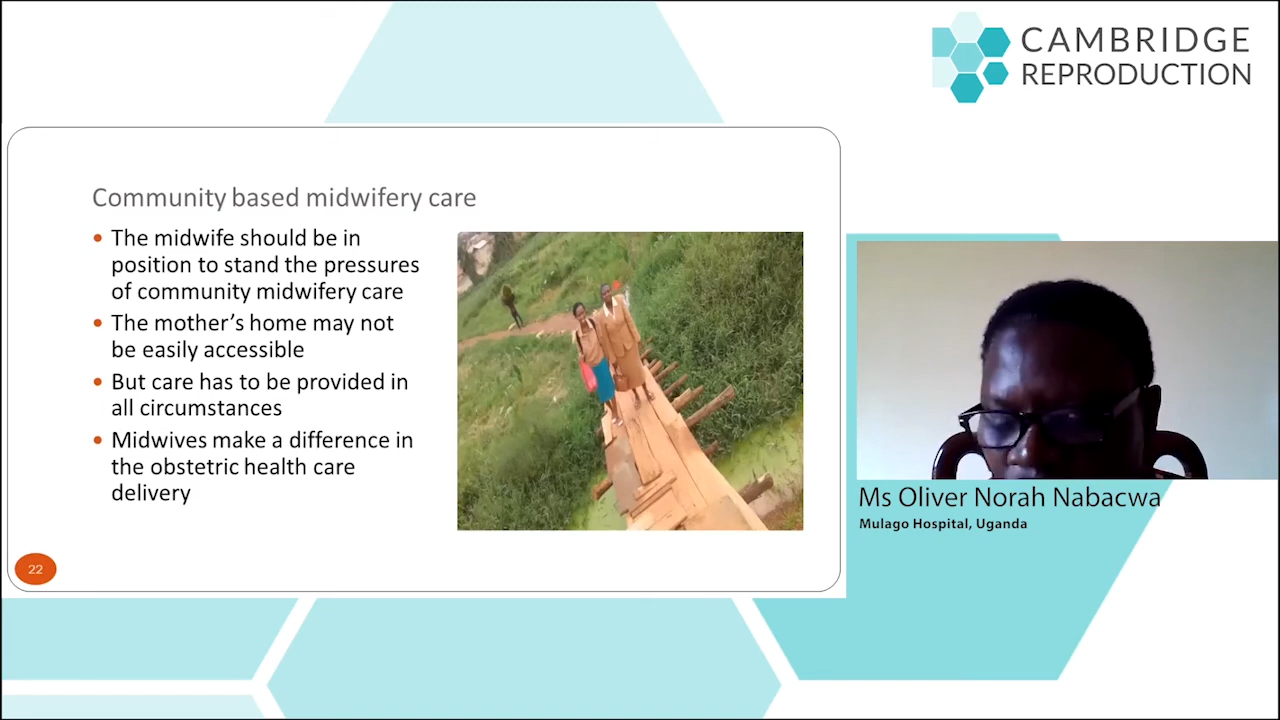 CAMBRIDGE
REPRODUCTION
Community based midwifery care
• The midwife should be in
position to stand the pressures
of community midwifery care
• The mother’s home may not
be easily accessible
• But care has to be provided in
all circumstances
• Midwives make a difference in
the obstetric health care
delivery
22
Ms Oliver Norah Nabacwa
Mulago Hospital, Uganda